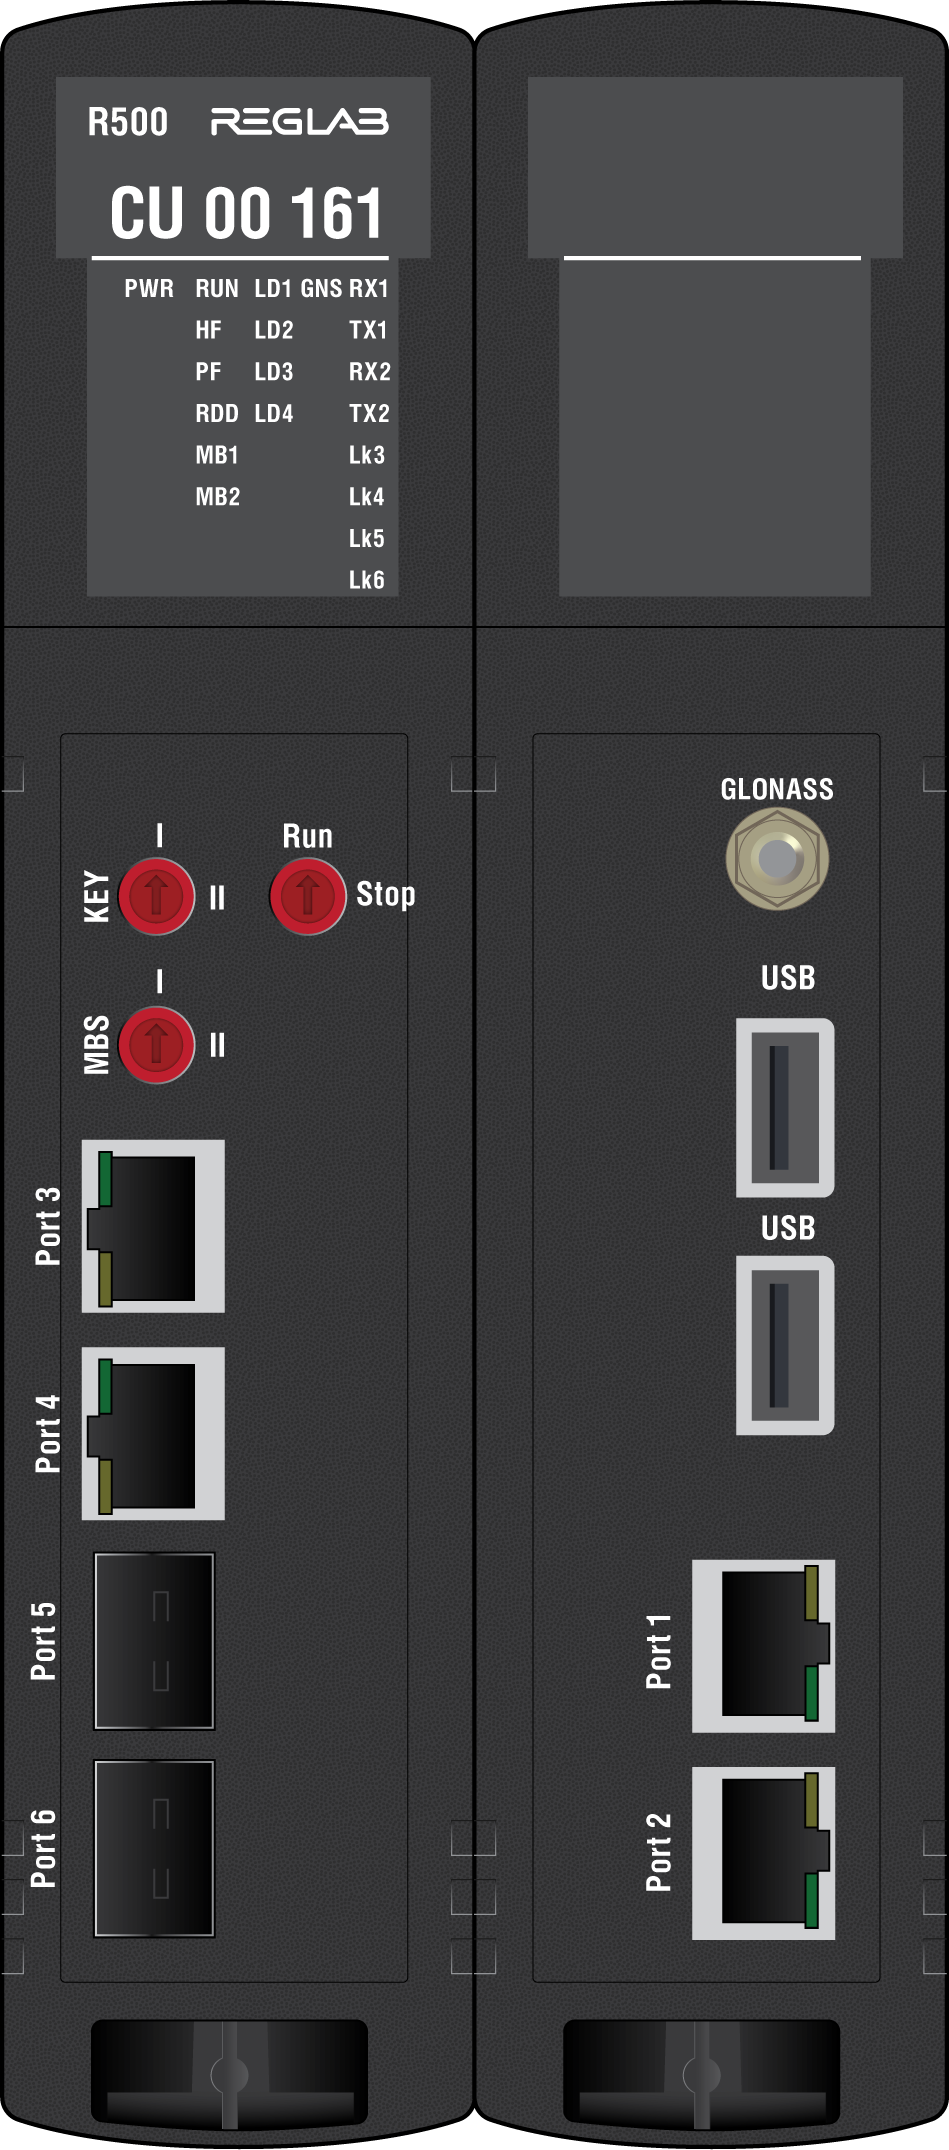 R500 REGLAB
CU 00 161
PWR RUN LD1 GNS RX1
HF LD2 TX1
PF LD3 RX2
RDD LD4 TX2
MB1 Lk3
MB2 Lk4
Lk5
Lk6
I Run
KEY II Stop
I
MBS II
Port 3
Port 4
Port 5
Port 6
GLONASS
USB
USB
Port 1
Port 2